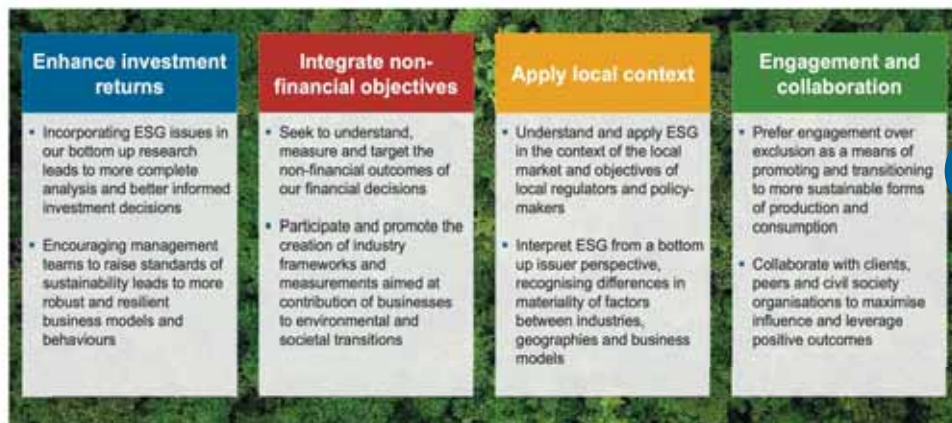 Enhance investment
returns
• Incorporating ESG issues in
our bottom up research
leads to more complete
analysis and better informed
investment decisions
• Encouraging management
teams to raise standards of
sustainability leads to more
robust and resilient
business models and
behaviours
Integrate non-
financial objectives
• Seek to understand,
measure and target the
non-financial outcomes of
our financial decisions
• Participate and promote the
creation of industry
frameworks and
measurements aimed at
contribution of businesses
to environmental and
societal transitions
Apply local context
• Understand and apply ESG
in the context of the local
market and objectives of
local regulators and policy-
makers
• Interpret ESG from a bottom
up issuer perspective,
recognising differences in
materiality of factors
between industries,
geographies and business
models
Engagement and
collaboration
• Prefer engagement over
exclusion as a means of
promoting and transitioning
to more sustainable forms
of production and
consumption
• Collaborate with clients,
peers and civil society
organisations to maximise
influence and leverage
positive outcomes